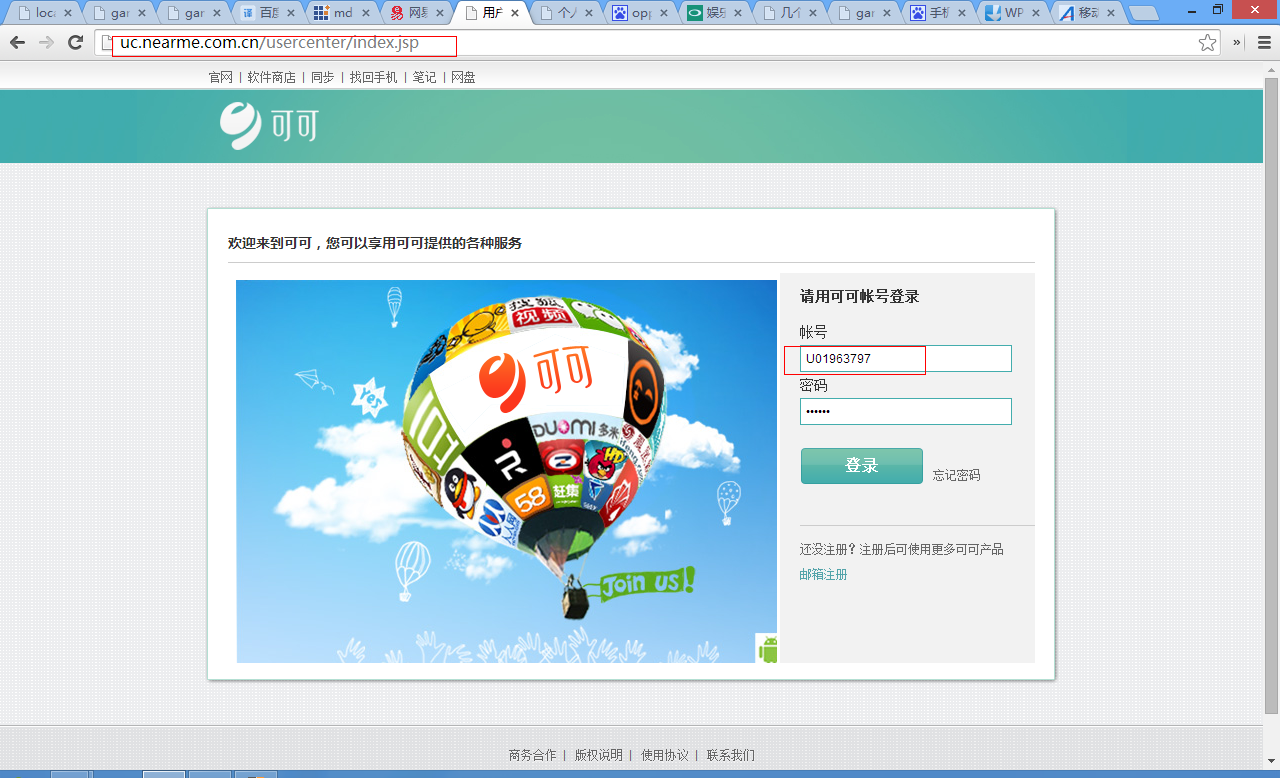 loca
gar
gar
百度
md
网易
用户
个人
opp
娱乐
几个
gar
手机
WP
移动
uc.nearme.com.cn/usercenter/index.jsp
官网 | 软件商店 | 同步 | 找回手机 | 笔记 | 网盘
可可
欢迎来到可可，您可以享用可可提供的各种服务
请用可可帐号登录
帐号
U01963797
密码
••••••
登录 忘记密码
还没注册？注册后可使用更多可可产品
邮箱注册
搜狐
视频
可可
yes
DUOMI 多米
HD
58
赶集
人人网
Join us!
商务合作 | 版权说明 | 使用协议 | 联系我们